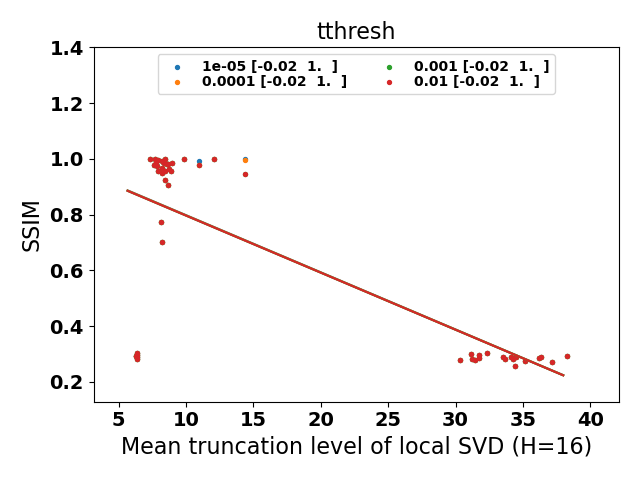 tthresh
1e-05 [-0.02  1.  ]
0.0001 [-0.02  1.  ]
0.001 [-0.02  1.  ]
0.01 [-0.02  1.  ]
1.4
1.2
1.0
0.8
0.6
0.4
0.2
SSIM
5 10 15 20 25 30 35 40
Mean truncation level of local SVD (H=16)